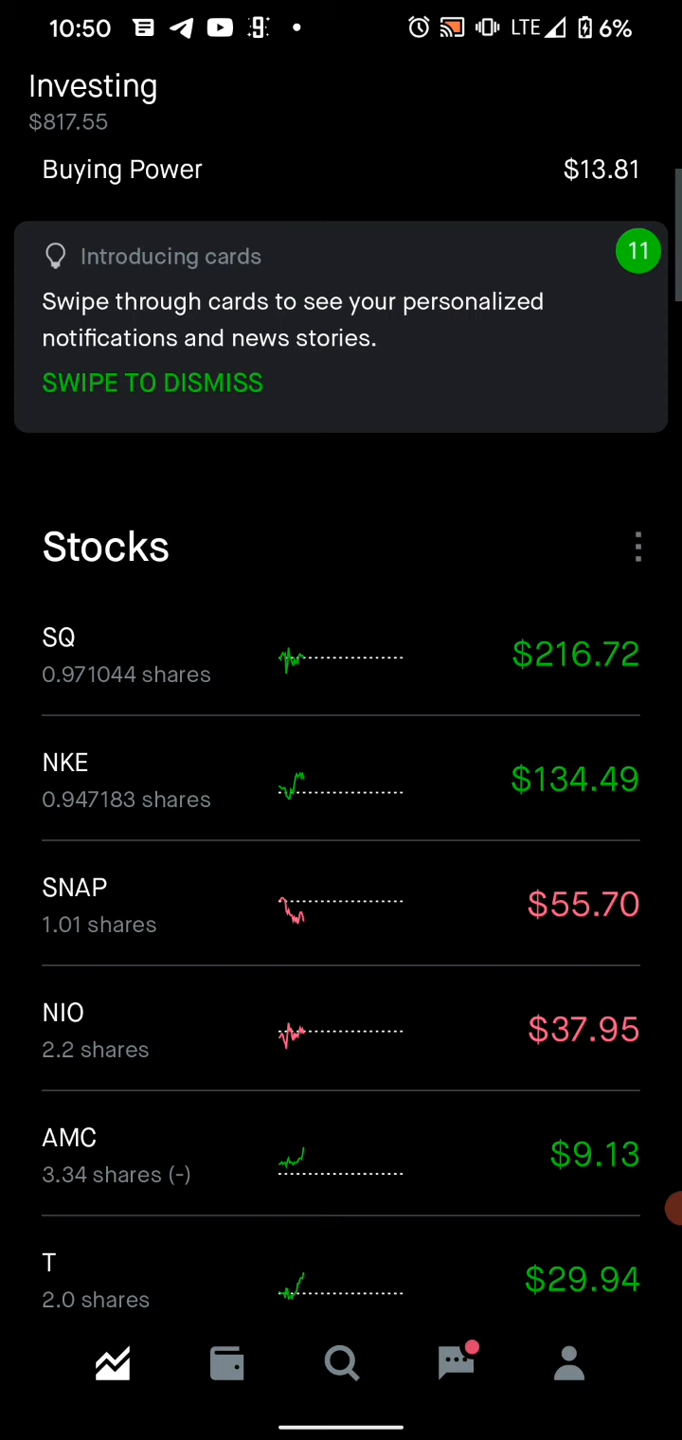 10:50 LTE 6%
Investing
$817.55
Buying Power $13.81
Introducing cards 11
Swipe through cards to see your personalized
notifications and news stories.
SWIPE TO DISMISS
Stocks
SQ
0.971044 shares
$216.72
NKE
0.947183 shares
$134.49
SNAP
1.01 shares
$55.70
NIO
2.2 shares
$37.95
AMC
3.34 shares (-)
$9.13
T
2.0 shares
$29.94